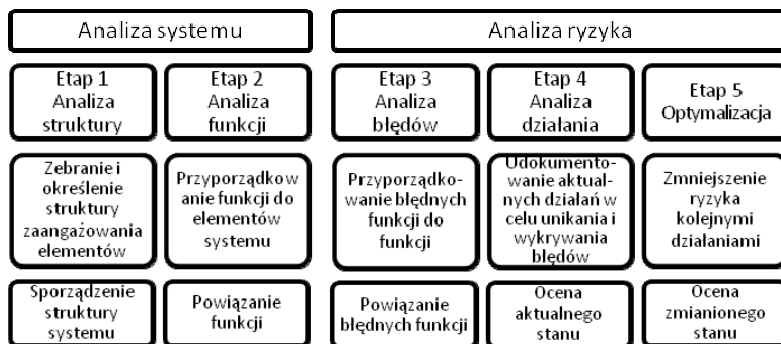 Analiza systemu
Analiza ryzyka
Etap 1
Analiza
struktury
Etap 2
Analiza
funkcji
Etap 3
Analiza
błędów
Etap 4
Analiza
działania
Etap 5
Optymalizacja
Zebranie i
określenie
struktury
zaangażowania
elementów
Przyporządkow
anie funkcji do
elementów
systemu
Przyporządko-
wanie błędnych
funkcji do
funkcji
Udokumento-
wanie aktual-
nych działań w
celu unikania i
wykrywania
błędów
Zmniejszenie
ryzyka
kolejnymi
działaniami
Sporządzenie
struktury
systemu
Powiązanie
funkcji
Powiązanie
błędnych funkcji
Ocena
aktualnego
stanu
Ocena
zmienionego
stanu